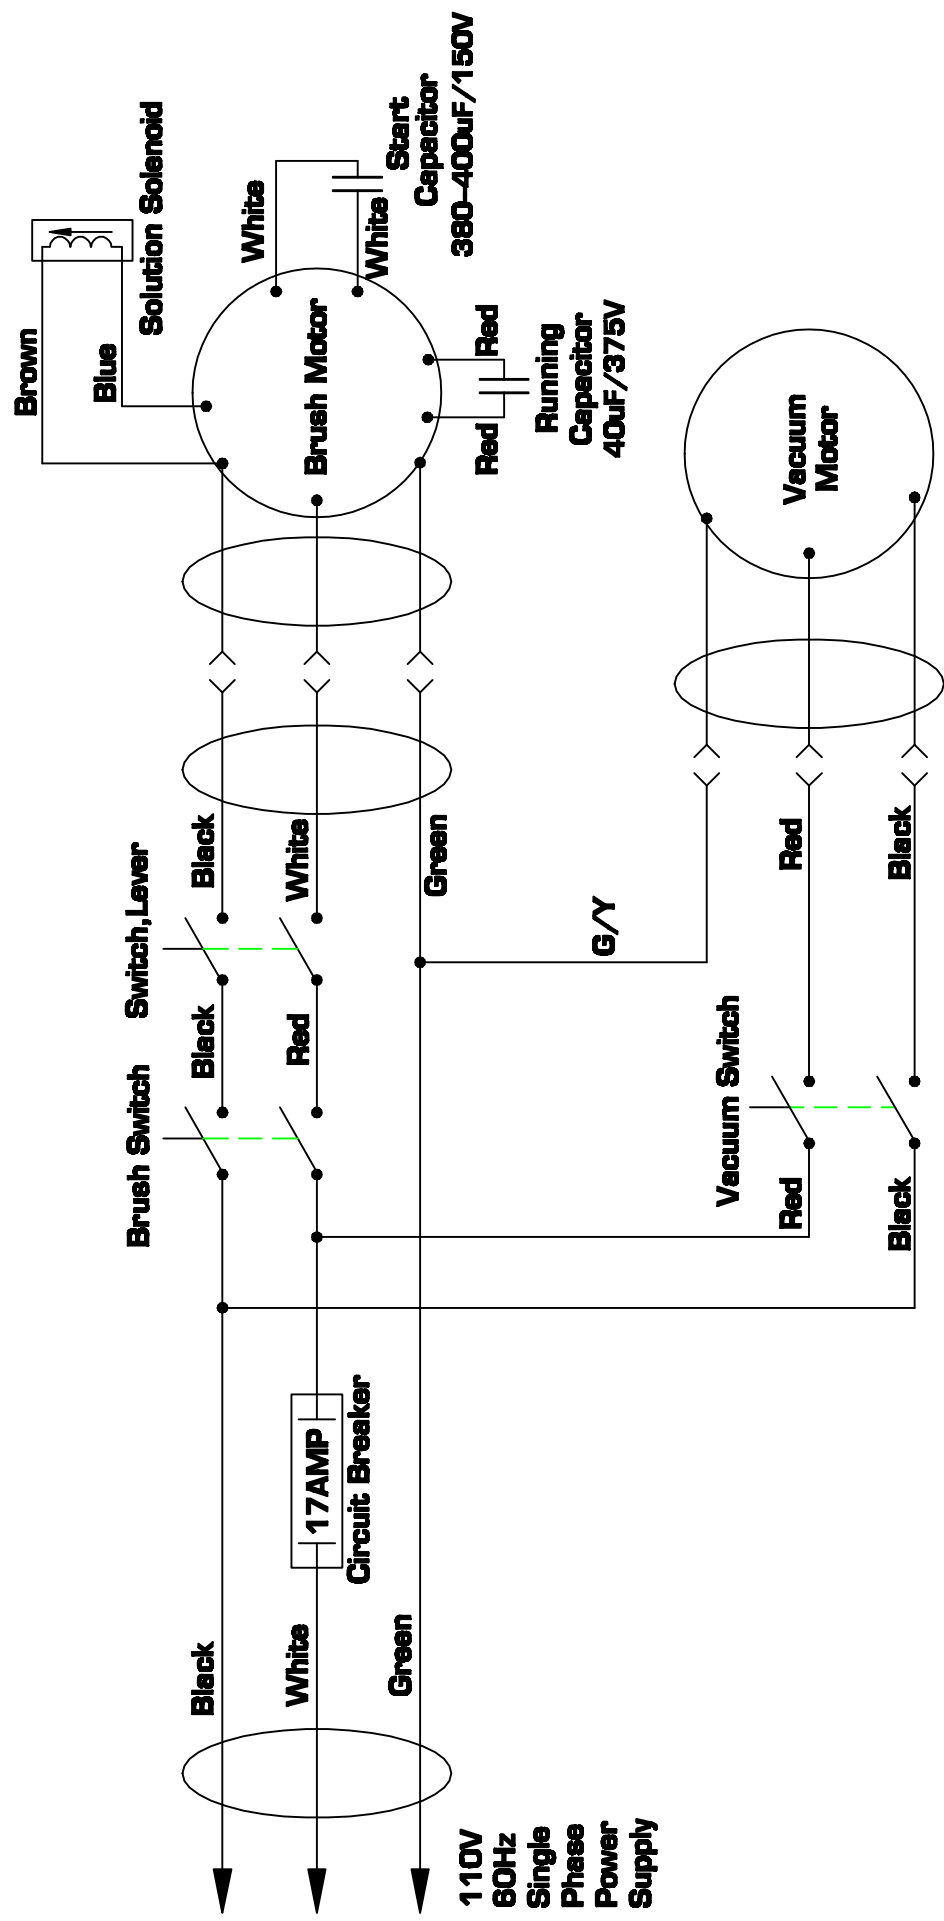 110V
60Hz
Single
Phase
Power
Supply
Black
White
Green
17AMP
Circuit Breaker
Brush Switch
Switch,Lever
Black
Red
Black
White
Green
G/Y
Vacuum Switch
Red
Black
Red
Black
Brown
Blue
Solution Solenoid
Brush Motor
White
White
Start
Capacitor
380-400uF/150V
Red
Red
Running
Capacitor
40uF/375V
Vacuum
Motor